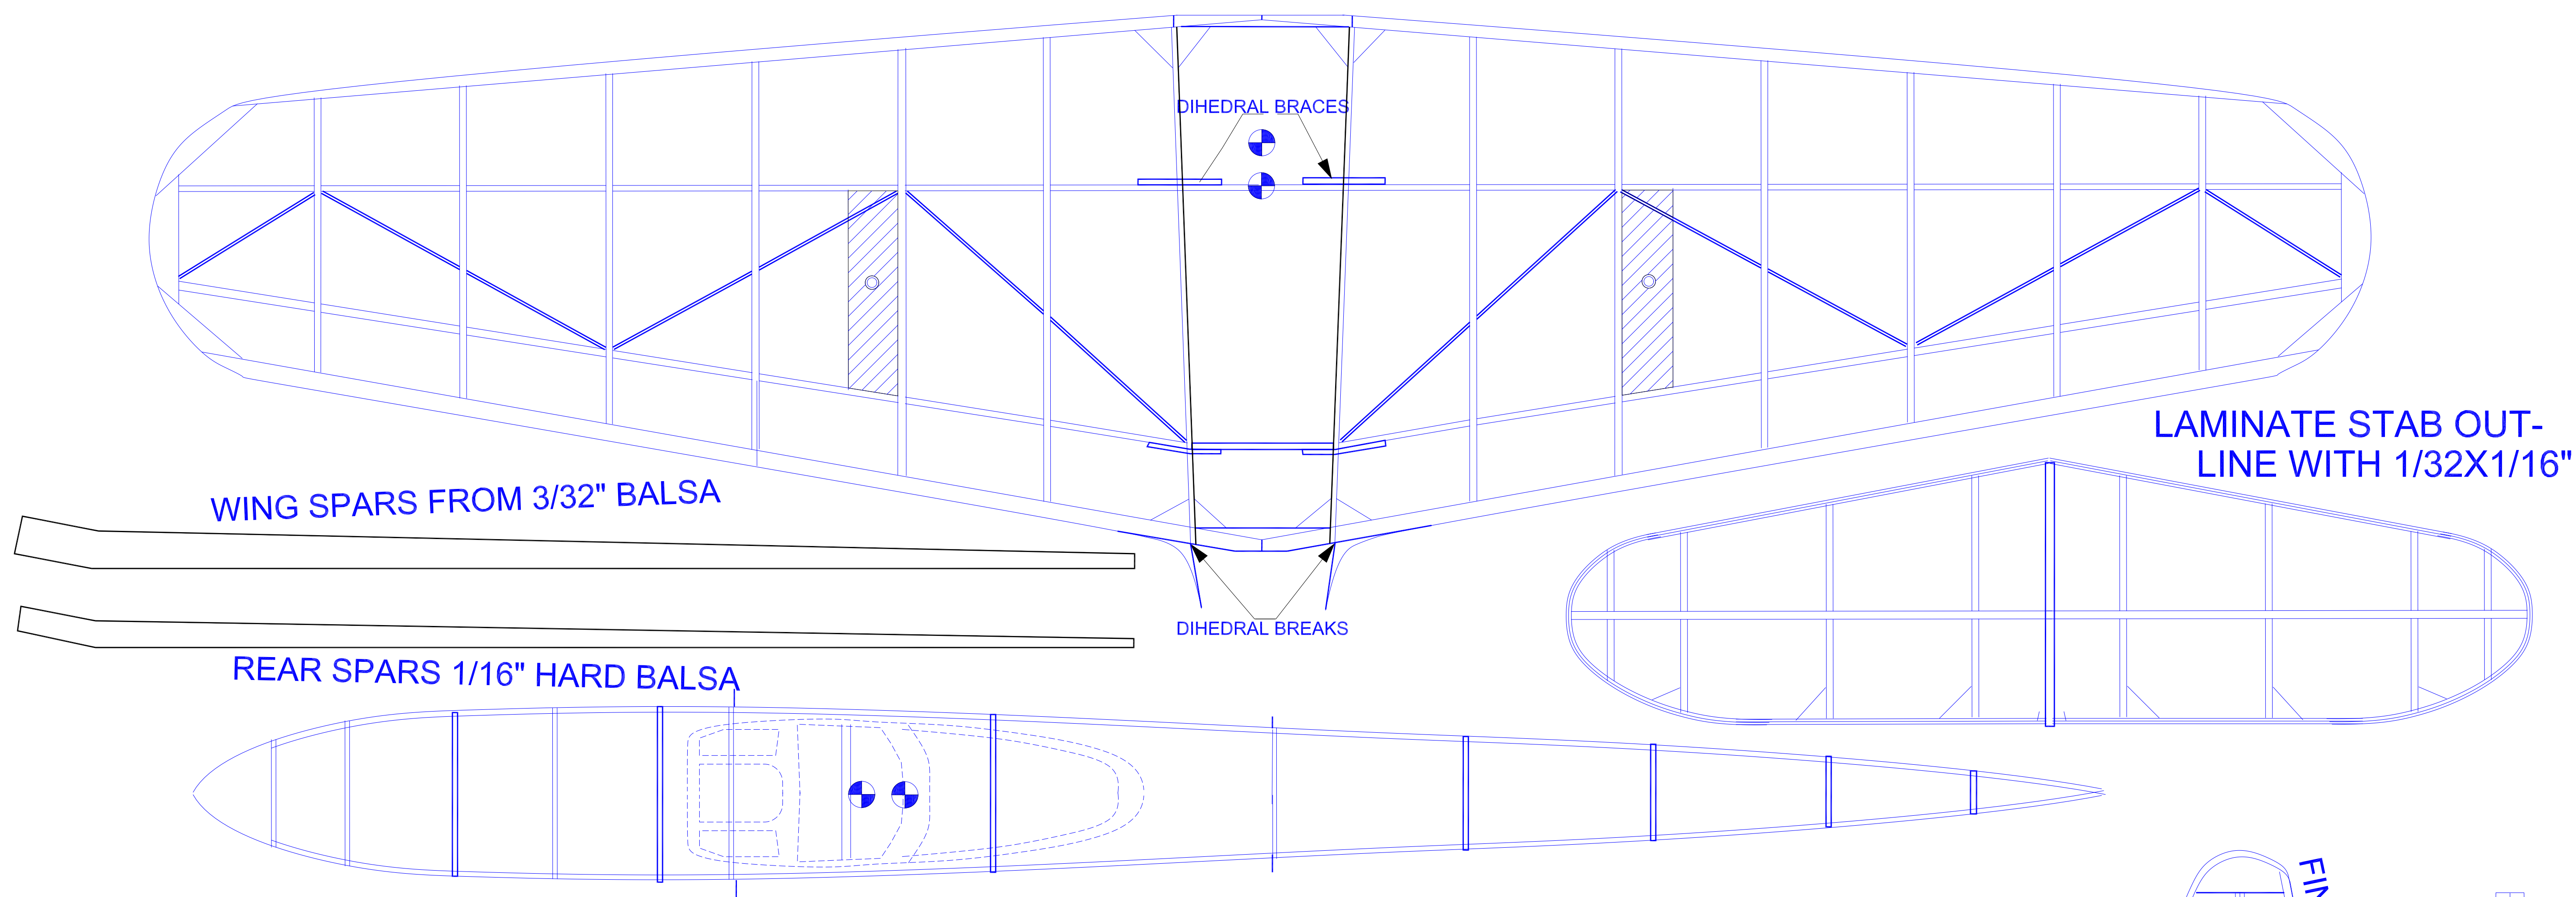 DIHEDRAL BRACES
LAMINATE STAB OUT-
LINE WITH 1/32X1/16"
WING SPARS FROM 3/32" BALSA
DIHEDRAL BREAKS
REAR SPARS 1/16" HARD BALSA